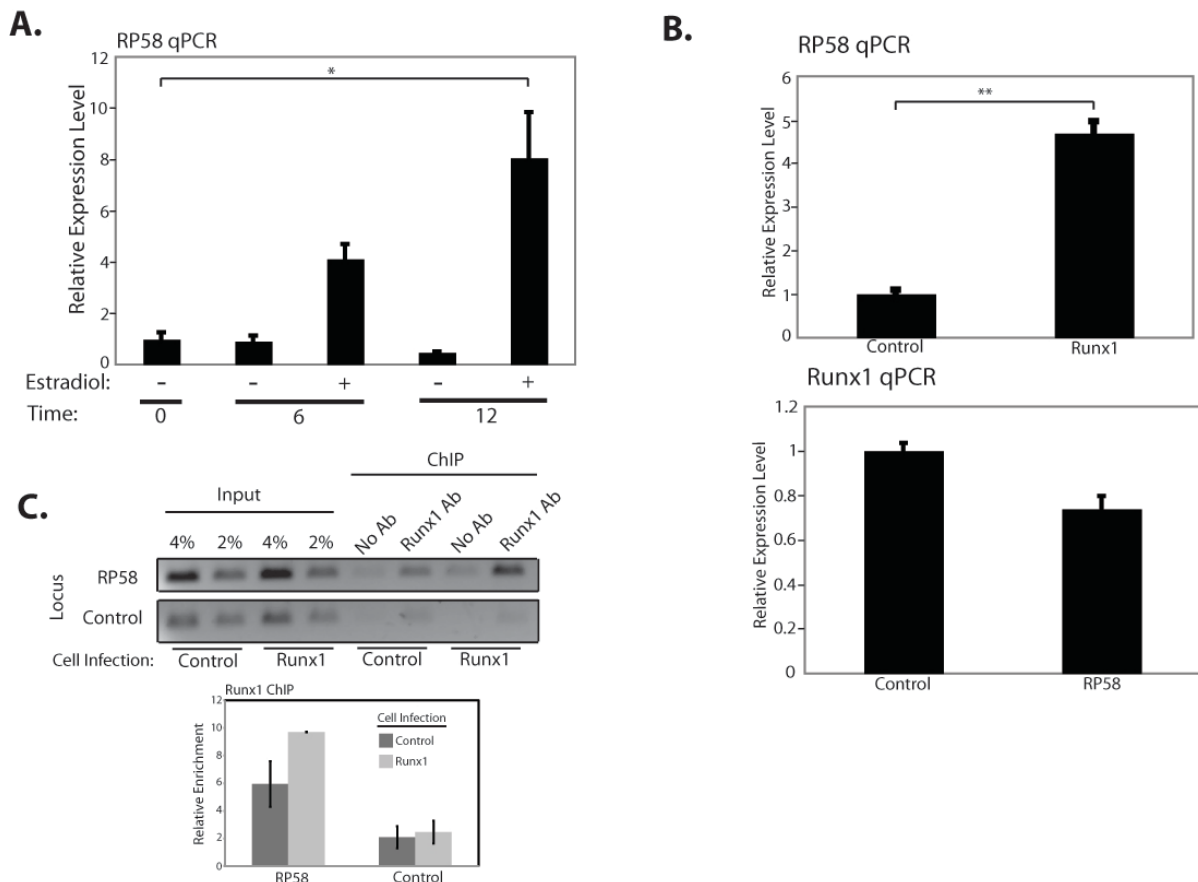 A.
RP58 qPCR
Relative Expression Level
12
10
8
6
4
2
0
*
Estradiol: - - + - +
Time: 0 6 12
B.
RP58 qPCR
Relative Expression Level
6
5
4
3
2
1
0
**
Control Runx1
Runx1 qPCR
Relative Expression Level
1.2
1
0.8
0.6
0.4
0.2
0
Control RP58
C.
Input ChIP
4% 2% 4% 2% No Ab Runx1 Ab No Ab Runx1 Ab
Locus
RP58
Control
Cell Infection: Control Runx1 Control Runx1
Runx1 ChIP
Relative Enrichment
12
10
8
6
4
2
0
Cell Infection
Control
Runx1
RP58 Control